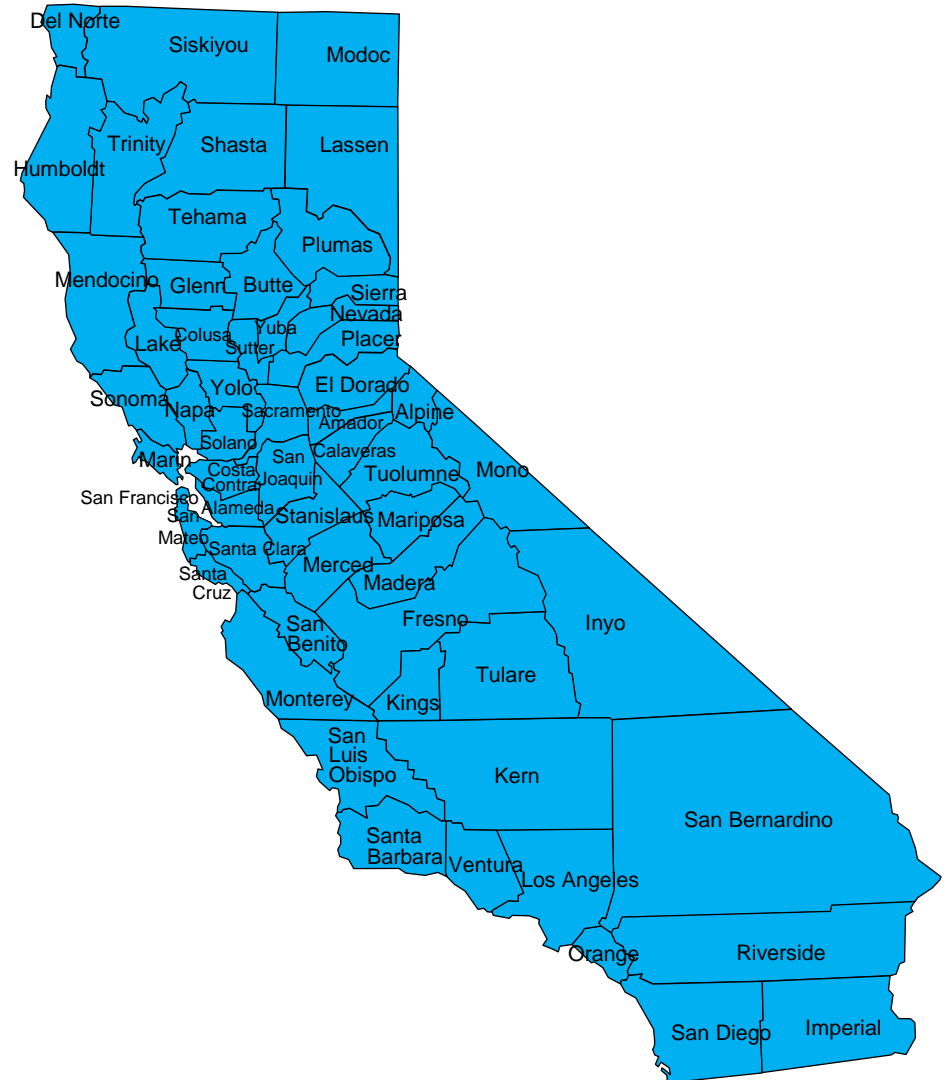 Del Norte
Siskiyou
Modoc
Trinity
Shasta
Lassen
Humboldt
Tehama
Plumas
Mendocino
Glenn
Butte
Sierra
Nevada
Yuba
Colusa
Placer
Lake
Sutter
El Dorado
Yolo
Sonoma
Napa
Sacramento
Alpine
Amador
Solano
Calaveras
Marin
San
Joaquin
Costa
Contra
Tuolumne
Mono
San Francisco
Alameda
San
Mateo
Stanislaus
Mariposa
Santa Clara
Merced
Santa
Cruz
Madera
Fresno
San
Benito
Inyo
Tulare
Monterey
Kings
San
Luis
Obispo
Kern
San Bernardino
Santa
Barbara
Ventura
Los Angeles
Orange
Riverside
San Diego
Imperial